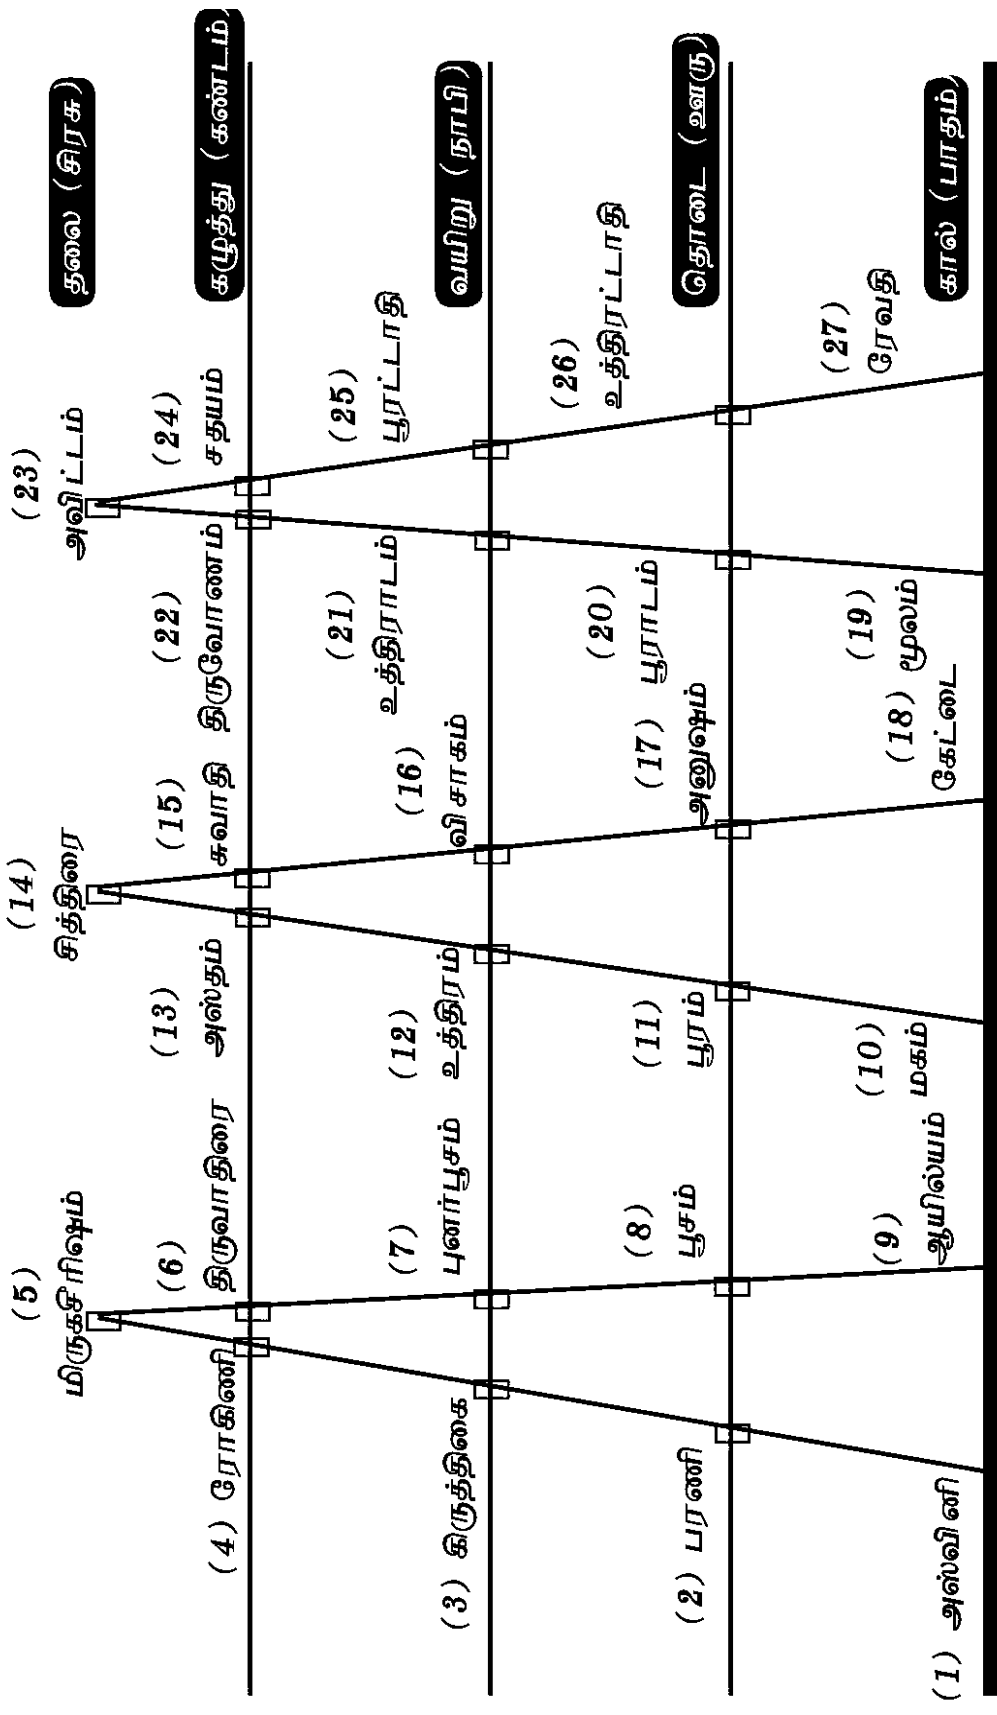 (5)
மிருகசீரிஷம்
(14)
சித்திரை
(23)
அவிட்டம்
தலை (சிரசு)
(4) ரோகிணி
(6)
திருவாதிரை
(13)
அஸ்தம்
(15)
சுவாதி
(22)
திருவோணம்
(24)
சதயம்
கழுத்து (கண்டம்)
(3) கிருத்திகை
(7)
புனர்பூசம்
(12)
உத்திரம்
(16)
விசாகம்
(21)
உத்திராடம்
(25)
பூரட்டாதி
வயிறு (நாபி)
(2) பரணி
(8)
பூசம்
(11)
பூரம்
(17)
அனுஷம்
(20)
பூராடம்
(26)
உத்திரட்டாதி
தொடை (ஊரு)
(1) அஸ்வினி
(9)
ஆயில்யம்
(10)
மகம்
(18)
கேட்டை
(19)
மூலம்
(27)
ரேவதி
கால் (பாதம்)